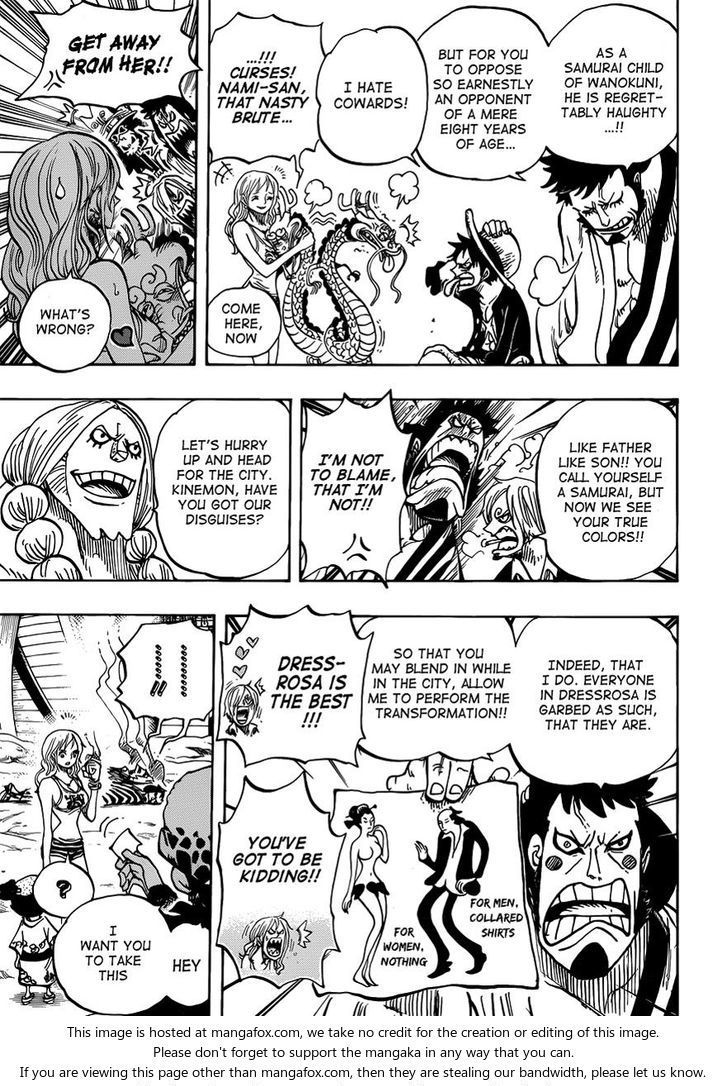 AS A
SAMURAI CHILD
OF WANOKUNI,
HE IS REGRET-
TABLY HAUGHTY
...!!
BUT FOR YOU
TO OPPOSE
SO EARNESTLY
AN OPPONENT
OF A MERE
EIGHT YEARS
OF AGE...
I HATE
COWARDS!
...!!!
CURSES!
NAMI-SAN,
THAT NASTY
BRUTE...
COME
HERE,
NOW
GET AWAY
FROM HER!!
WHAT'S
WRONG?
LIKE FATHER
LIKE SON!! YOU
CALL YOURSELF
A SAMURAI, BUT
NOW WE SEE
YOUR TRUE
COLORS!!
I'M NOT
TO BLAME,
THAT I'M
NOT!!
LET'S HURRY
UP AND HEAD
FOR THE CITY.
KINEMON, HAVE
YOU GOT OUR
DISGUISES?
INDEED, THAT
I DO. EVERYONE
IN DRESSROSA IS
GARBED AS SUCH,
THAT THEY ARE.
SO THAT YOU
MAY BLEND IN WHILE
IN THE CITY, ALLOW
ME TO PERFORM THE
TRANSFORMATION!!
DRESS-
ROSA IS
THE BEST
!!!
FOR MEN,
COLLARED
SHIRTS
FOR
WOMEN,
NOTHING
YOU'VE
GOT TO BE
KIDDING!!
......!!
......!!
HEY
I
WANT YOU
TO TAKE
THIS
?
This image is hosted at mangafox.com, we take no credit for the creation or editing of this image.
Please don't forget to support the mangaka in any way that you can.
If you are viewing this page other than mangafox.com, then they are stealing our bandwidth, please let us know.